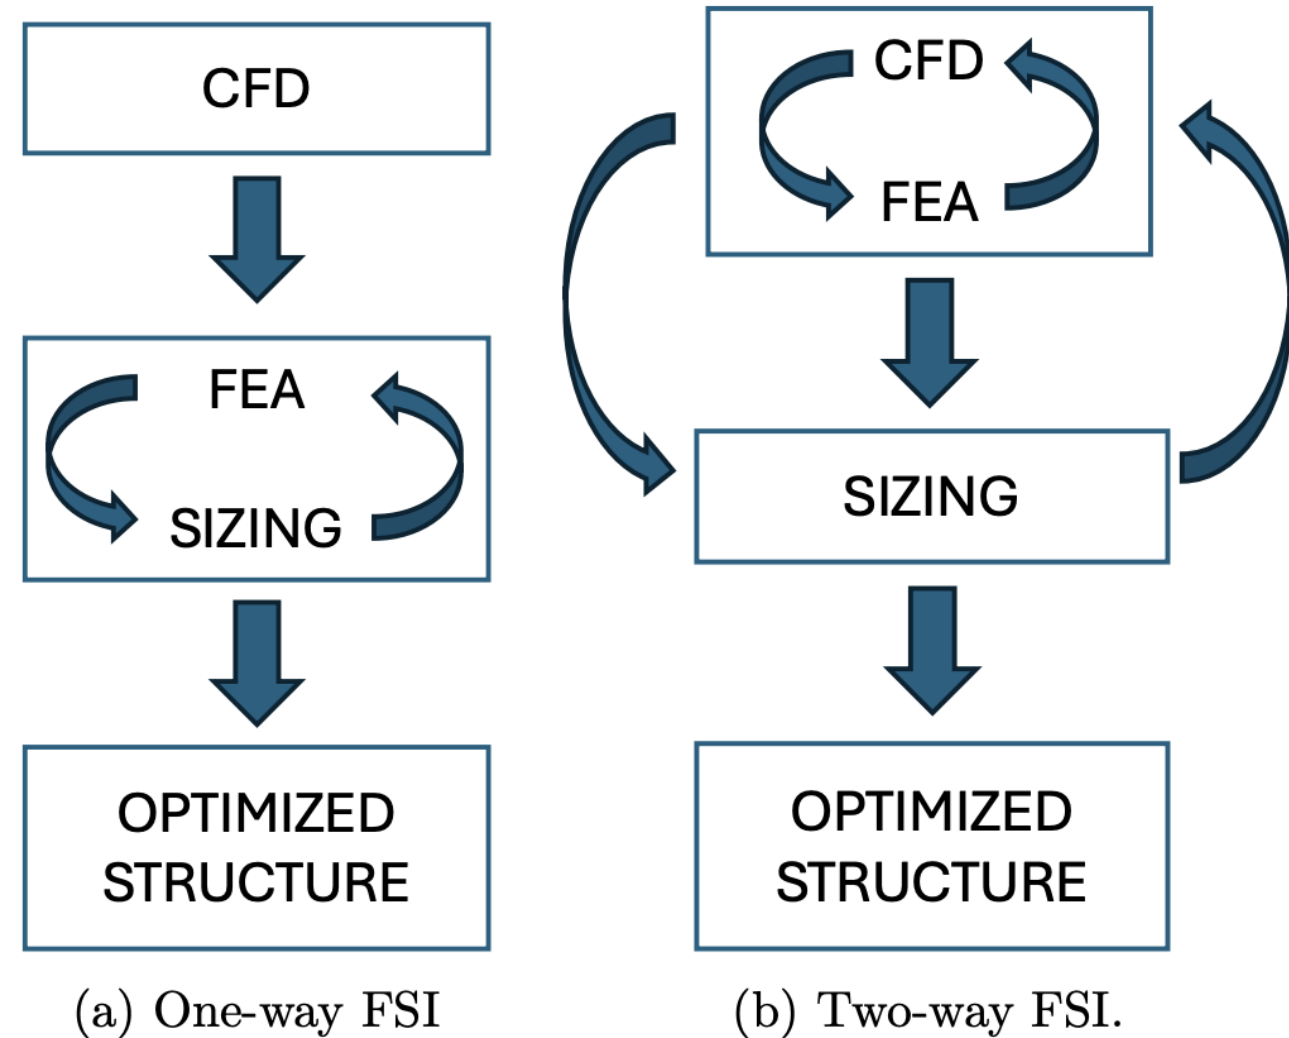 CFD
FEA
SIZING
OPTIMIZED
STRUCTURE
(a) One-way FSI
CFD
FEA
SIZING
OPTIMIZED
STRUCTURE
(b) Two-way FSI.